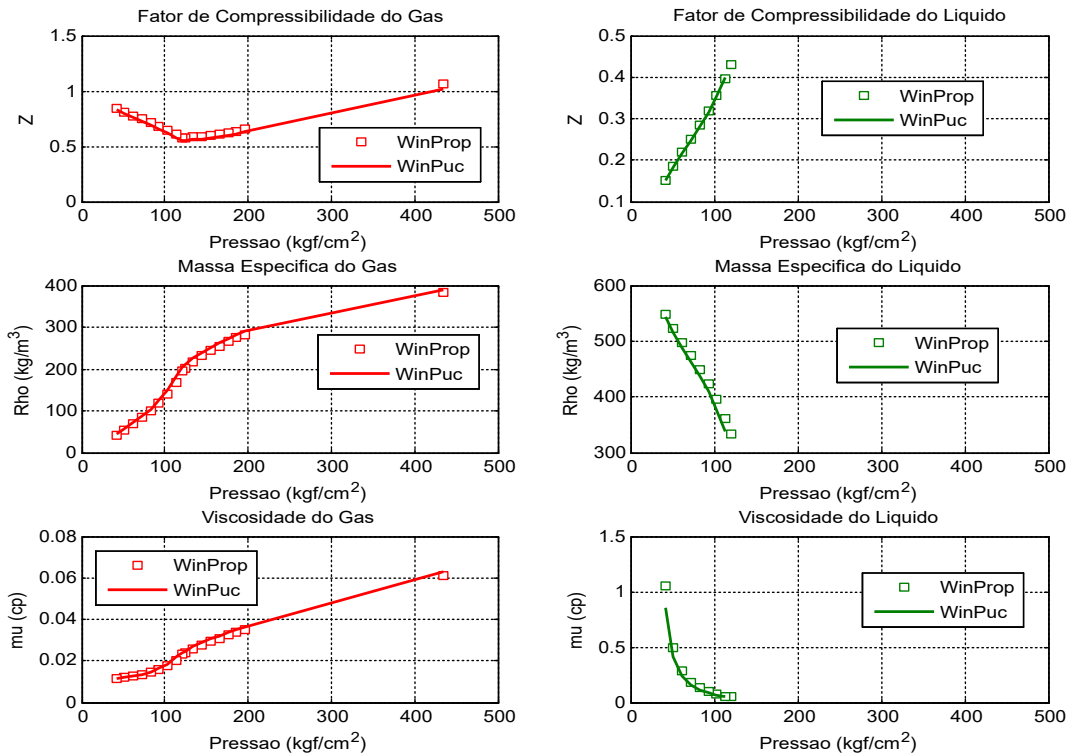 Fator de Compressibilidade do Gas
1.5
1
0.5
0
Z
WinProp
WinPuc
0 100 200 300 400 500
Pressao (kgf/cm²)
Fator de Compressibilidade do Liquido
0.5
0.4
0.3
0.2
0.1
Z
WinProp
WinPuc
0 100 200 300 400 500
Pressao (kgf/cm²)
Massa Especifica do Gas
400
300
200
100
0
Rho (kg/m³)
WinProp
WinPuc
0 100 200 300 400 500
Pressao (kgf/cm²)
Massa Especifica do Liquido
600
500
400
300
Rho (kg/m³)
WinProp
WinPuc
0 100 200 300 400 500
Pressao (kgf/cm²)
Viscosidade do Gas
0.08
0.06
0.04
0.02
0
mu (cp)
WinProp
WinPuc
0 100 200 300 400 500
Pressao (kgf/cm²)
Viscosidade do Liquido
1.5
1
0.5
0
mu (cp)
WinProp
WinPuc
0 100 200 300 400 500
Pressao (kgf/cm²)